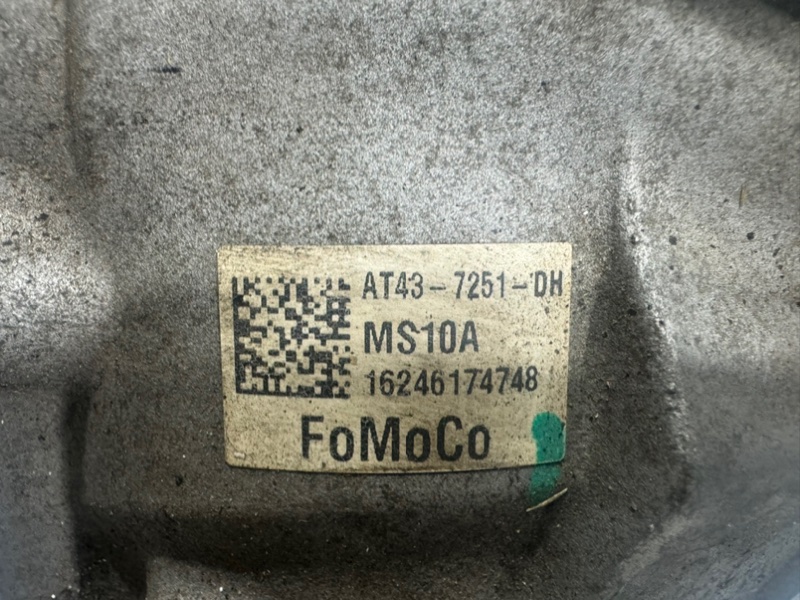 AT43-7251-DH
MS10A
16246174748
FoMoCo